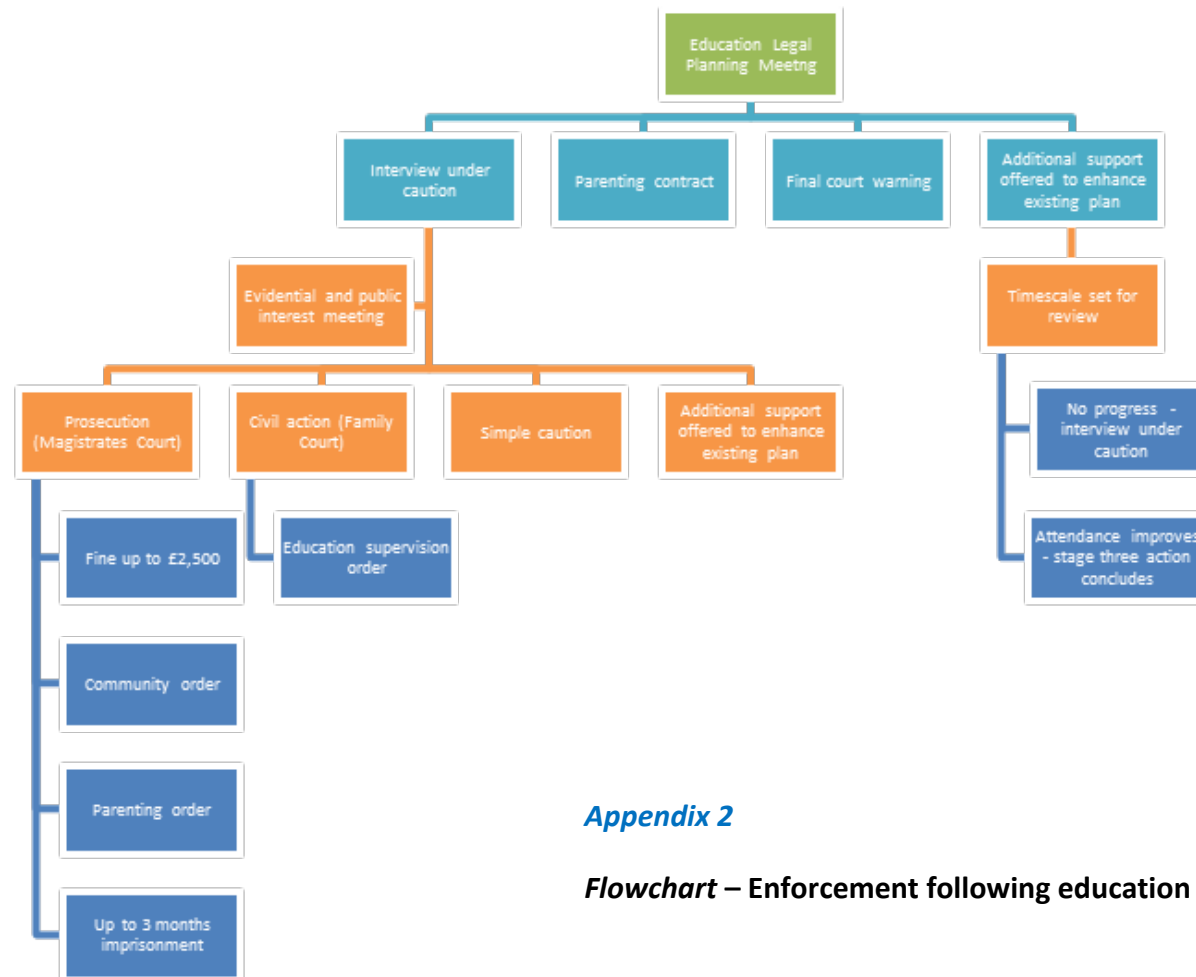 Education Legal
Planning Meetng
Interview under
caution
Parenting contract
Final court warning
Additional support
offered to enhance
existing plan
Evidential and public
interest meeting
Timescale set for
review
Prosecution
(Magistrates Court)
Civil action (Family
Court)
Simple caution
Additional support
offered to enhance
existing plan
No progress -
interview under
caution
Fine up to £2,500
Education supervision
order
Attendance improves
- stage three action
concludes
Community order
Parenting order
Up to 3 months
imprisonment
Appendix 2
Flowchart – Enforcement following education